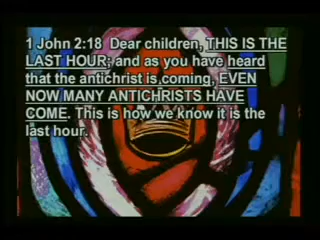 1 John 2:18  Dear children, THIS IS THE
LAST HOUR; and as you have heard
that the antichrist is coming, EVEN
NOW MANY ANTICHRISTS HAVE
COME. This is how we know it is the
last hour.